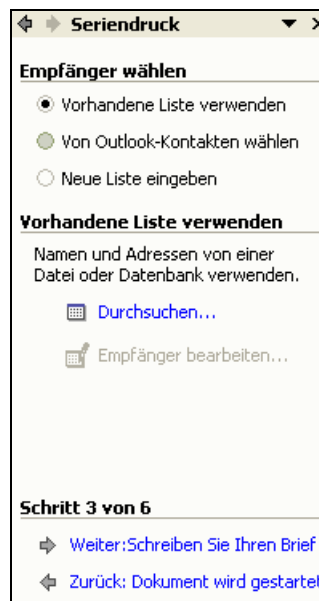 Seriendruck
Empfänger wählen
Vorhandene Liste verwenden
Von Outlook-Kontakten wählen
Neue Liste eingeben
Vorhandene Liste verwenden
Namen und Adressen von einer
Datei oder Datenbank verwenden.
Durchsuchen...
Empfänger bearbeiten...
Schritt 3 von 6
Weiter:Schreiben Sie Ihren Brief
Zurück: Dokument wird gestartet